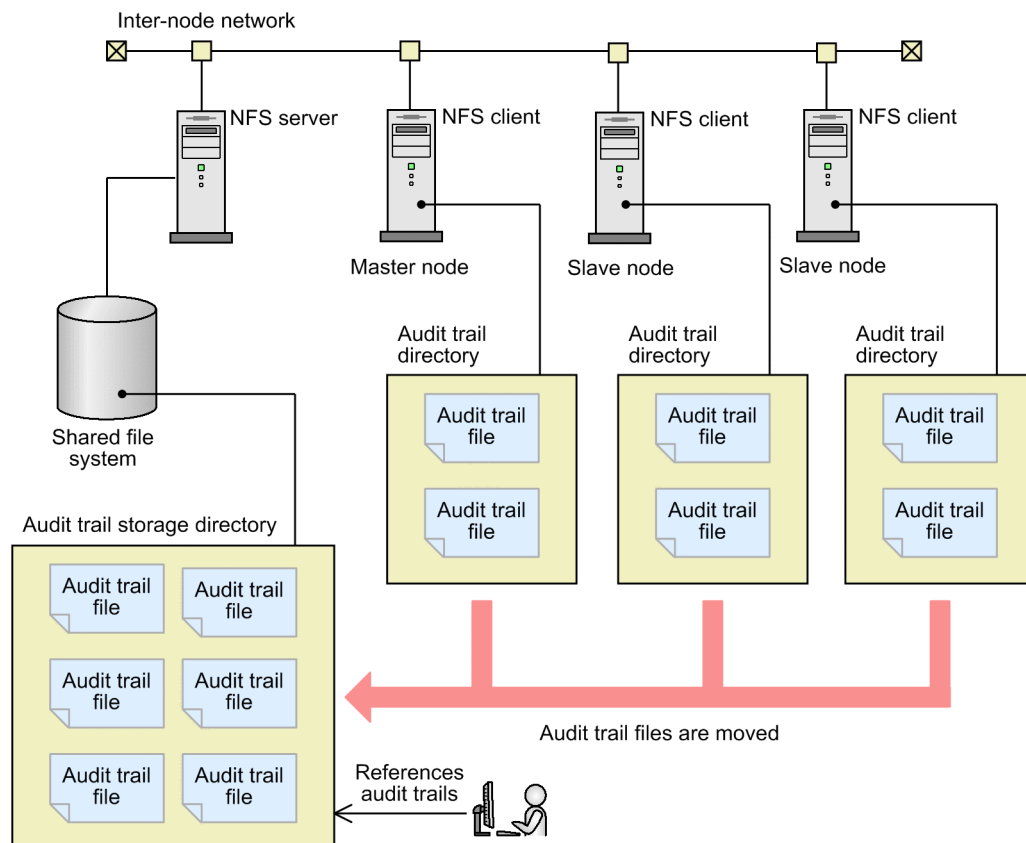 Inter-node network
NFS server
NFS client
NFS client
NFS client
Master node
Slave node
Slave node
Audit trail
directory
Audit trail
directory
Audit trail
directory
Audit trail
file
Audit trail
file
Audit trail
file
Audit trail
file
Audit trail
file
Audit trail
file
Shared file
system
Audit trail storage directory
Audit trail
file
Audit trail
file
Audit trail
file
Audit trail
file
Audit trail
file
Audit trail
file
Audit trail files are moved
References
audit trails